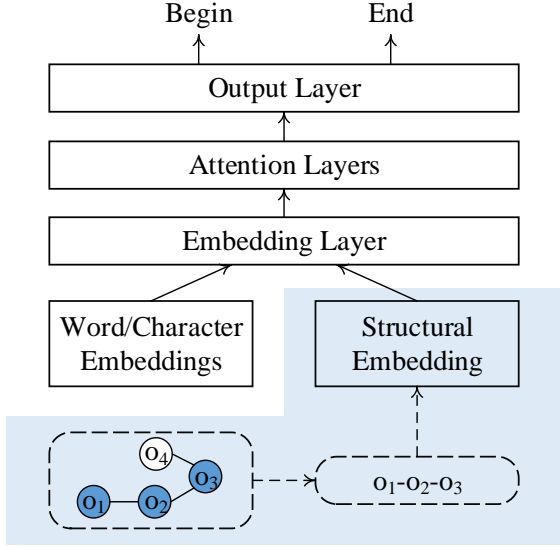 Begin End
Output Layer
Attention Layers
Embedding Layer
Word/Character
Embeddings
Structural
Embedding
o₄
o₃
o₁ o₂
o₁-o₂-o₃